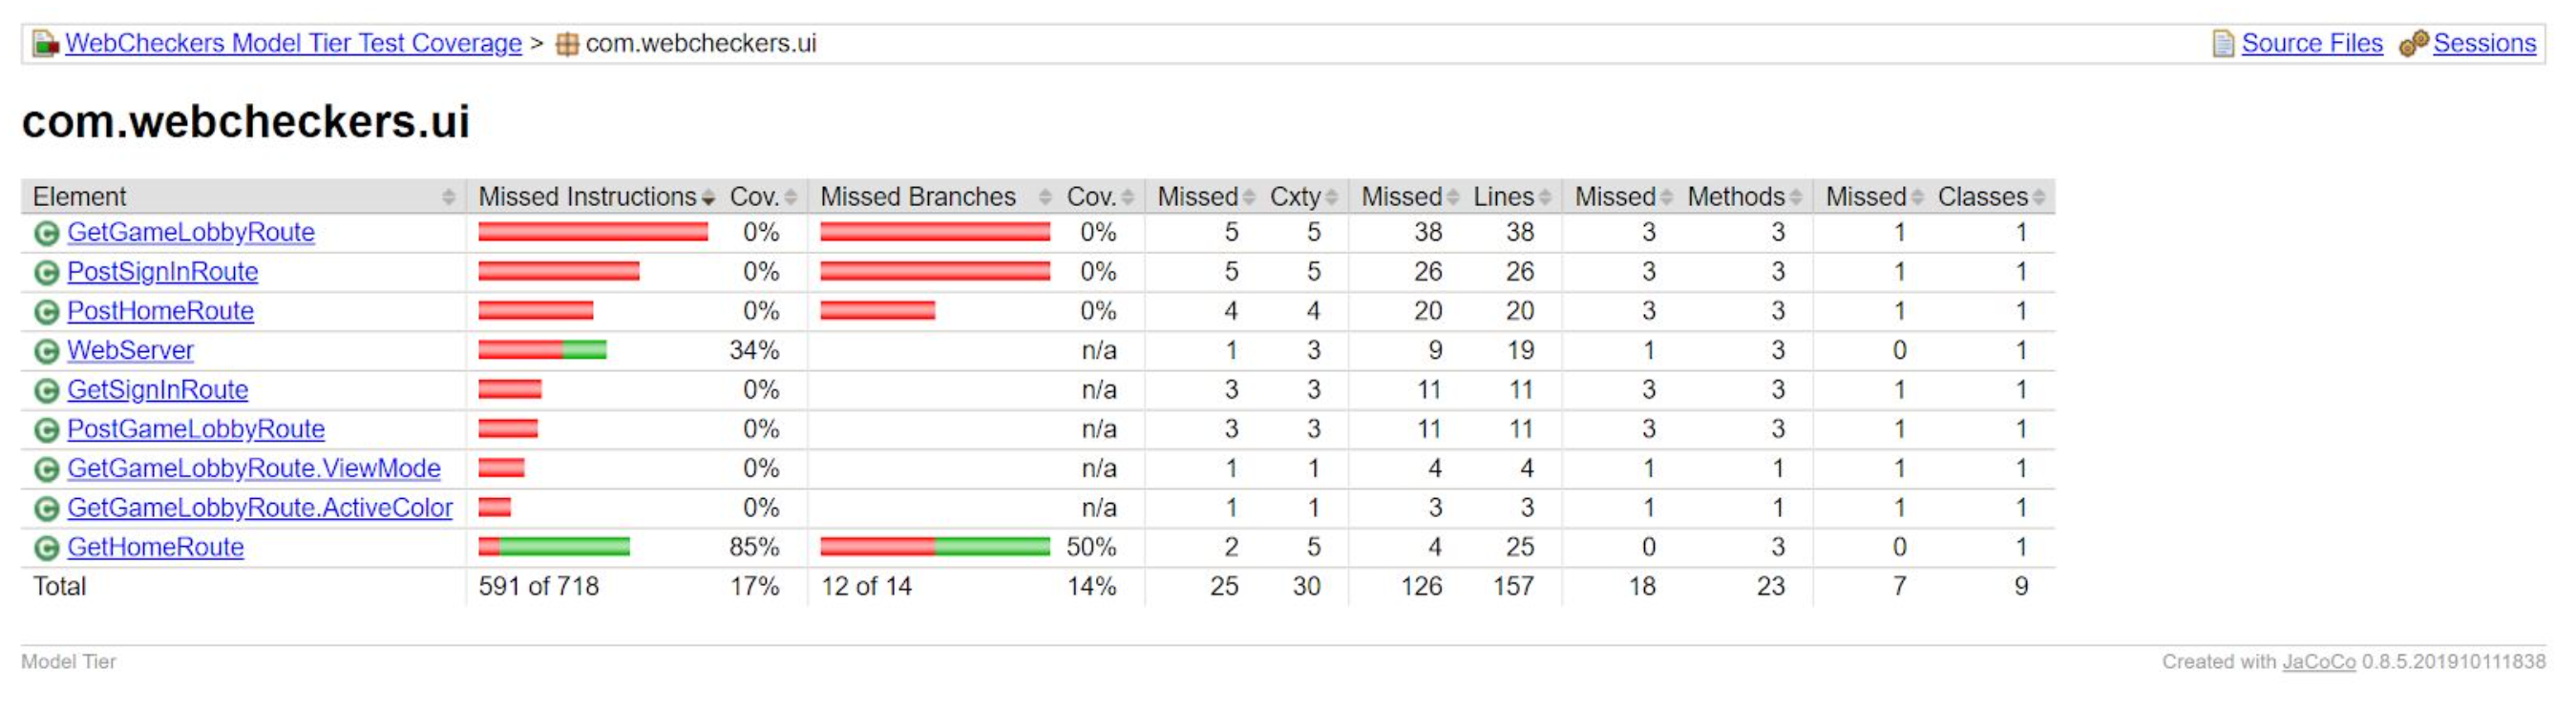 WebCheckers Model Tier Test Coverage > com.webcheckers.ui Source Files Sessions
com.webcheckers.ui
Element Missed Instructions Cov. Missed Branches Cov. Missed Cxty Missed Lines Missed Methods Missed Classes
GetGameLobbyRoute 0% 0% 5 5 38 38 3 3 1 1
PostSignInRoute 0% 0% 5 5 26 26 3 3 1 1
PostHomeRoute 0% 0% 4 4 20 20 3 3 1 1
WebServer 34% n/a 1 3 9 19 1 3 0 1
GetSignInRoute 0% n/a 3 3 11 11 3 3 1 1
PostGameLobbyRoute 0% n/a 3 3 11 11 3 3 1 1
GetGameLobbyRoute.ViewMode 0% n/a 1 1 4 4 1 1 1 1
GetGameLobbyRoute.ActiveColor 0% n/a 1 1 3 3 1 1 1 1
GetHomeRoute 85% 50% 2 5 4 25 0 3 0 1
Total 591 of 718 17% 12 of 14 14% 25 30 126 157 18 23 7 9
Model Tier Created with JaCoCo 0.8.5.201910111838